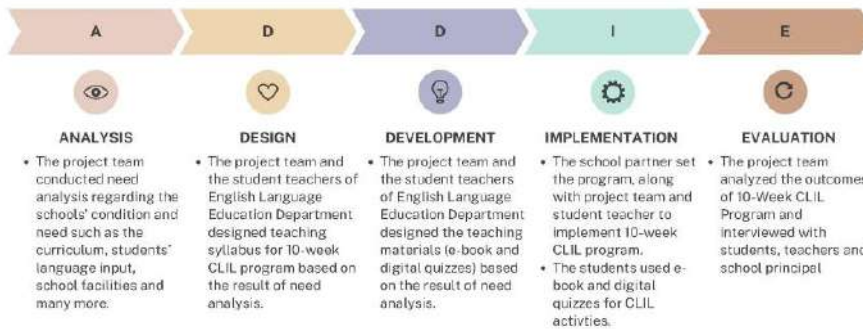 A
D
D
I
E
ANALYSIS
• The project team
conducted need
analysis regarding the
schools' condition and
need such as the
curriculum, students'
language input,
school facilities and
many more.
DESIGN
• The project team and
the student teachers of
English Language
Education Department
designed teaching
syllabus for 10-week
CLIL program based on
the result of need
analysis.
DEVELOPMENT
• The project team and
the student teachers
of English Language
Education Department
designed the teaching
materials (e-book and
digital quizzes) based
on the result of need
analysis.
IMPLEMENTATION
• The school partner set
the program, along
with project team and
student teacher to
implement 10-week
CLIL program.
• The students used e-
book and digital
quizzes for CLIL
activties.
EVALUATION
• The project team
analyzed the outcomes
of 10-Week CLIL
Program and
interviewed with
students, teachers and
school principal